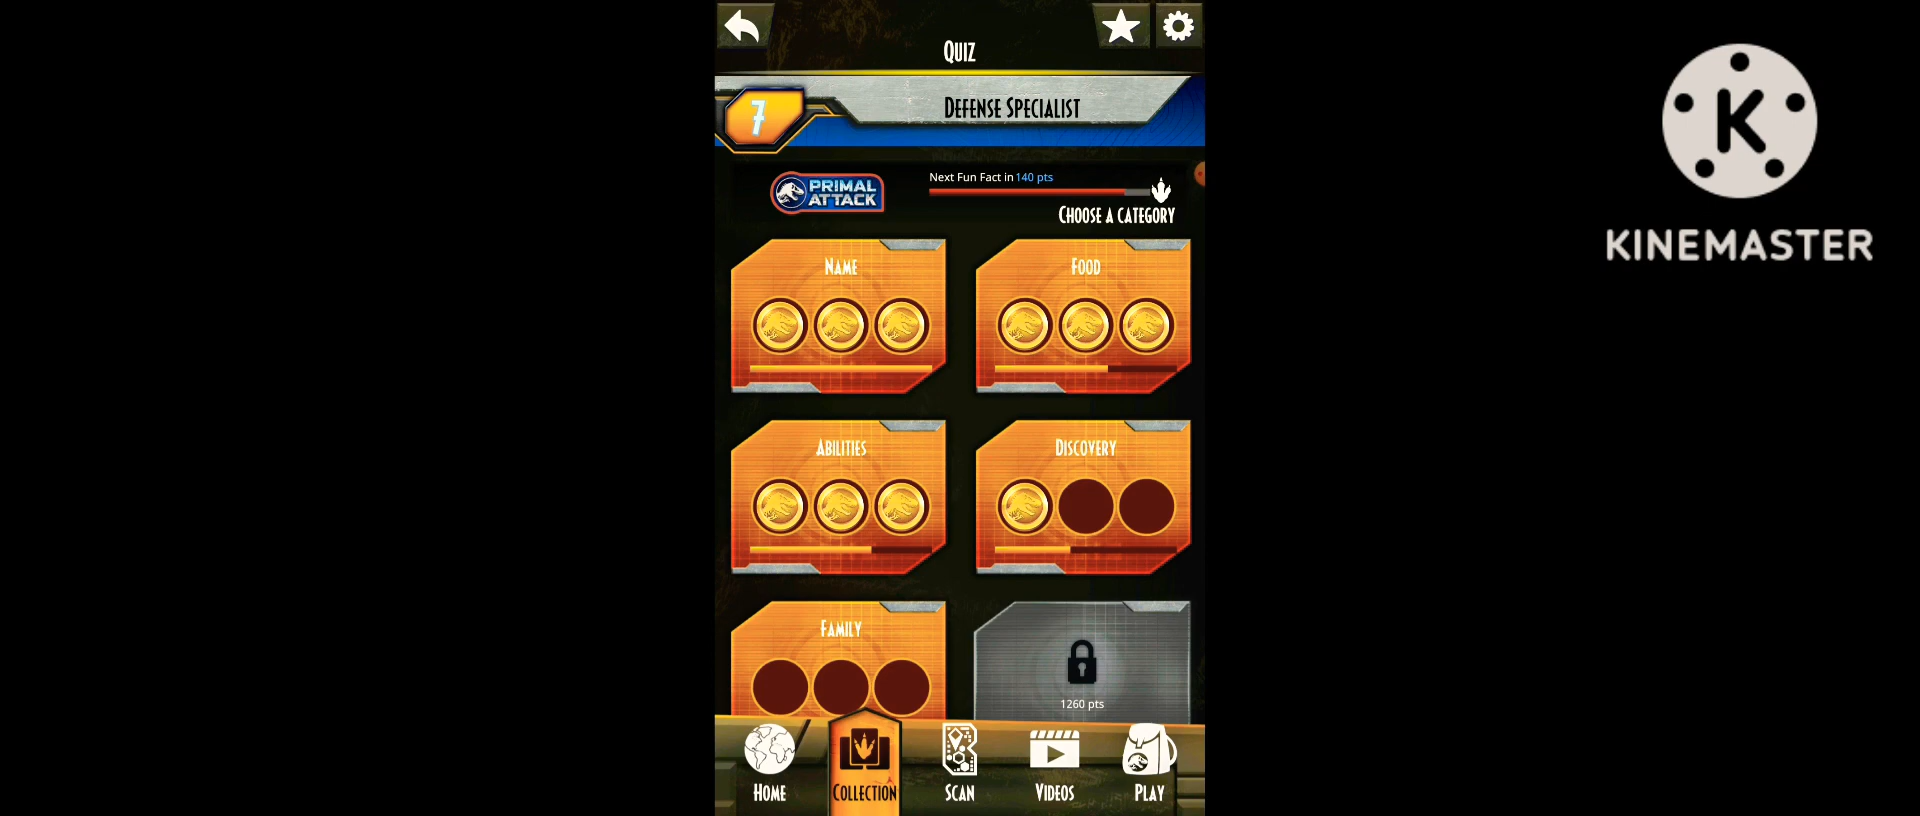 QUIZ
7
DEFENSE SPECIALIST
PRIMAL
ATTACK
Next Fun Fact in 140 pts
CHOOSE A CATEGORY
NAME
FOOD
ABILITIES
DISCOVERY
FAMILY
1260 pts
HOME
COLLECTION
SCAN
VIDEOS
PLAY
K
KINEMASTER